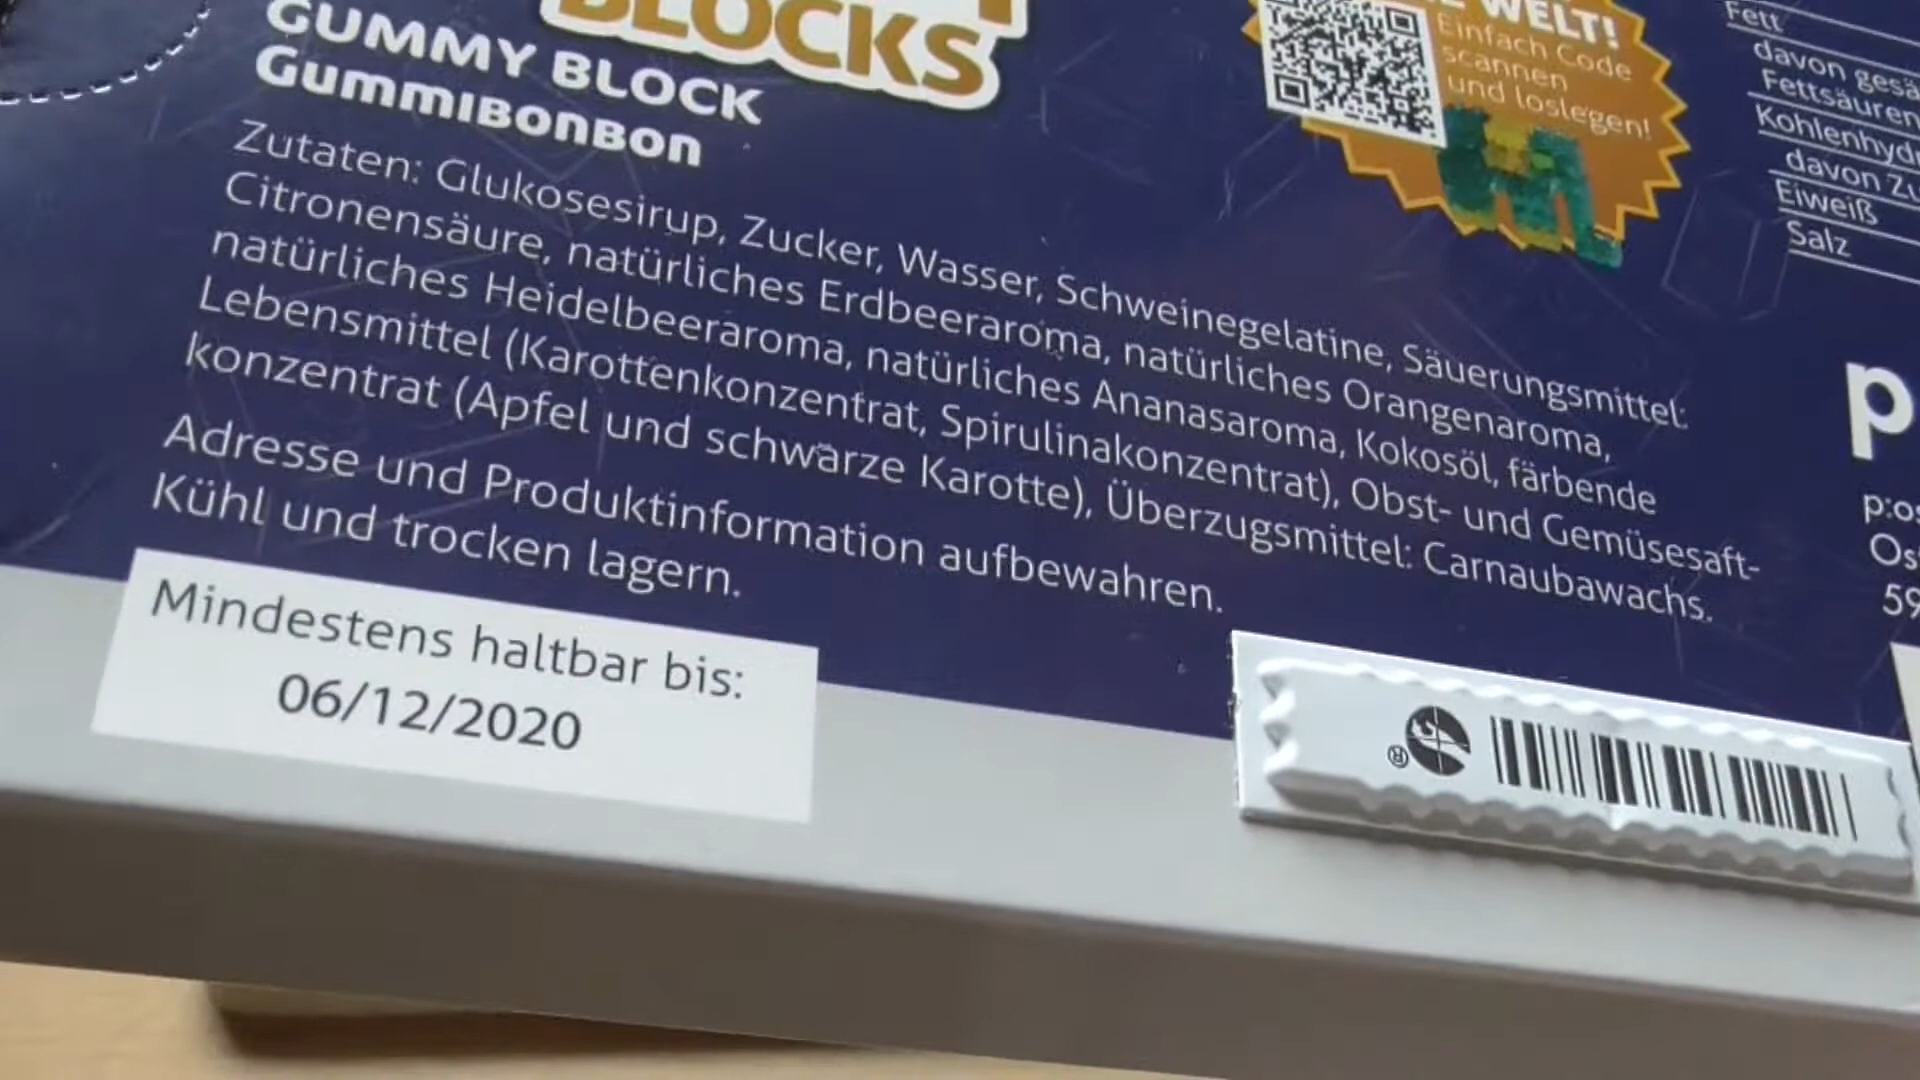 BLOCKS
GUMMY BLOCK
GUMMIBONBON
Zutaten: Glukosesirup, Zucker, Wasser, Schweinegelatine, Säuerungsmittel:
Citronensäure, natürliches Erdbeeraroma, natürliches Orangenaroma,
natürliches Heidelbeeraroma, natürliches Ananasaroma, Kokosöl, färbende
Lebensmittel (Karottenkonzentrat, Spirulinakonzentrat), Obst- und Gemüsesaft-
konzentrat (Apfel und schwarze Karotte), Überzugsmittel: Carnaubawachs.
Adresse und Produktinformation aufbewahren.
Kühl und trocken lagern.
Mindestens haltbar bis:
06/12/2020
WELT!
Einfach Code
scannen
und loslegen!
Fett
davon
Fettsäuren
davon
Eiweiß
Salz
®